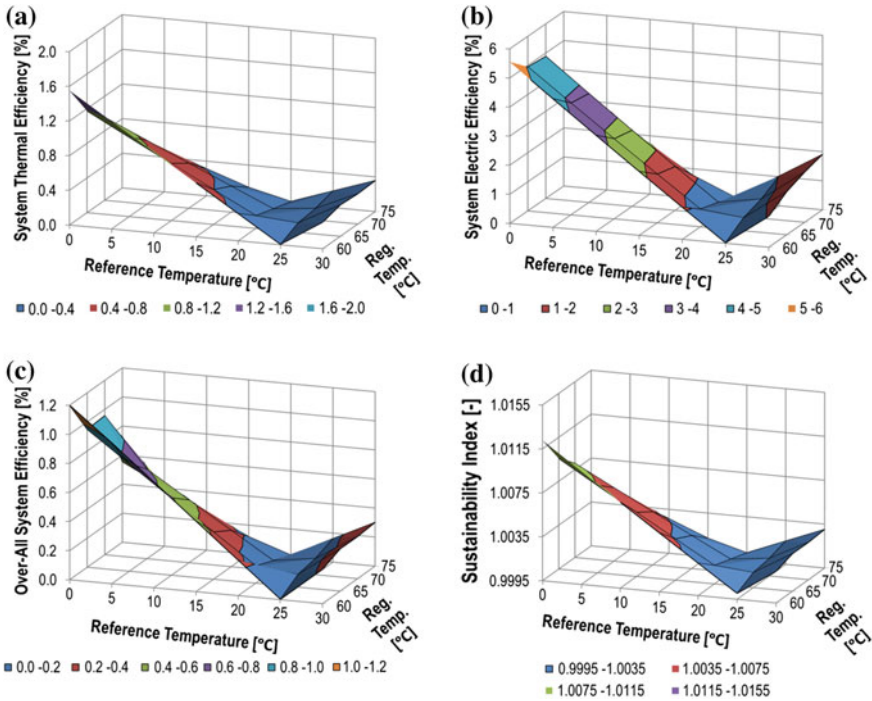 (a)
System Thermal Efficiency [%]
2.0
1.6
1.2
0.8
0.4
0.0
0
5
10
15
20
25
30
60
65
70
75
Reference Temperature [°C]
Reg.
Temp.
[°C]
0.0 -0.4 0.4 -0.8 0.8 -1.2 1.2 -1.6 1.6 -2.0
(b)
System Electric Efficiency [%]
6
5
4
3
2
1
0
0
5
10
15
20
25
30
60
65
70
75
Reference Temperature [°C]
Reg.
Temp.
[°C]
0 -1 1 -2 2 -3 3 -4 4 -5 5 -6
(c)
Over-All System Efficiency [%]
1.2
1.0
0.8
0.6
0.4
0.2
0.0
0
5
10
15
20
25
30
60
65
70
75
Reference Temperature [°C]
Reg.
Temp.
[°C]
0.0 -0.2 0.2 -0.4 0.4 -0.6 0.6 -0.8 0.8 -1.0 1.0 -1.2
(d)
Sustainability Index [-]
1.0155
1.0115
1.0075
1.0035
0.9995
0
5
10
15
20
25
30
60
65
70
75
Reference Temperature [°C]
Reg.
Temp.
[°C]
0.9995 -1.0035 1.0035 -1.0075
1.0075 -1.0115 1.0115 -1.0155